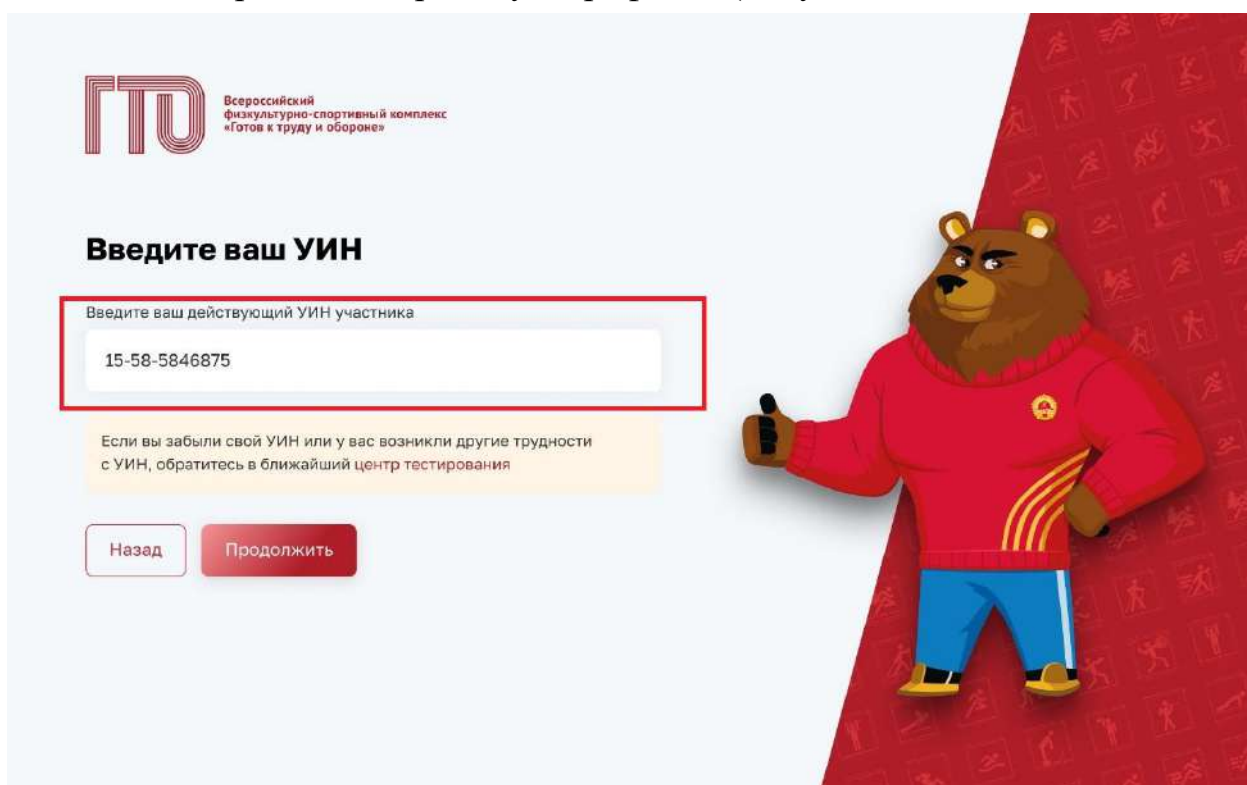 ГТО
Всероссийский
физкультурно-спортивный комплекс
«Готов к труду и обороне»
Введите ваш УИН
Введите ваш действующий УИН участника
15-58-5846875
Если вы забыли свой УИН или у вас возникли другие трудности
с УИН, обратитесь в ближайший центр тестирования
Назад
Продолжить